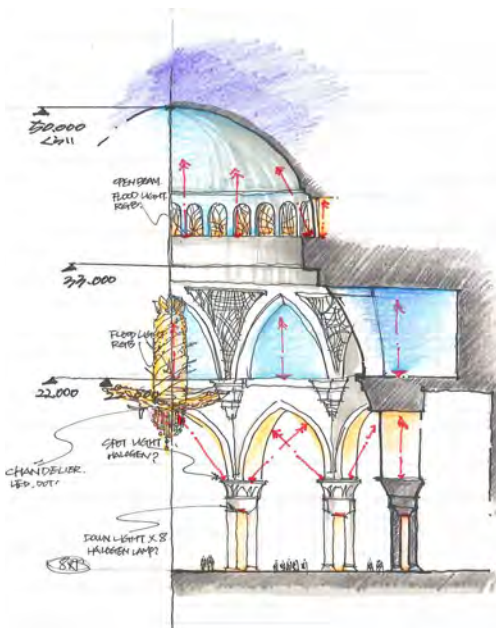 50.000
OPEN BEAM
FLOOD LIGHT
RGB?
33.000
FLOOD LIGHT
RGB?
22.000
SPOT LIGHT
HALOGEN?
CHANDELIER.
LED, DOT?
DOWN LIGHT X 8
HALOGEN LAMP?